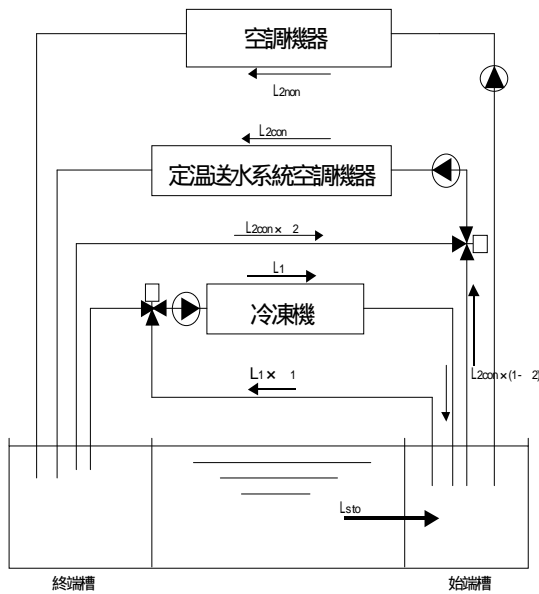 空調機器
L2non
L2con
定温送水系統空調機器
L2con× 2
L1
冷凍機
L1× 1
L2con×(1- 2)
Lsto
終端槽
始端槽